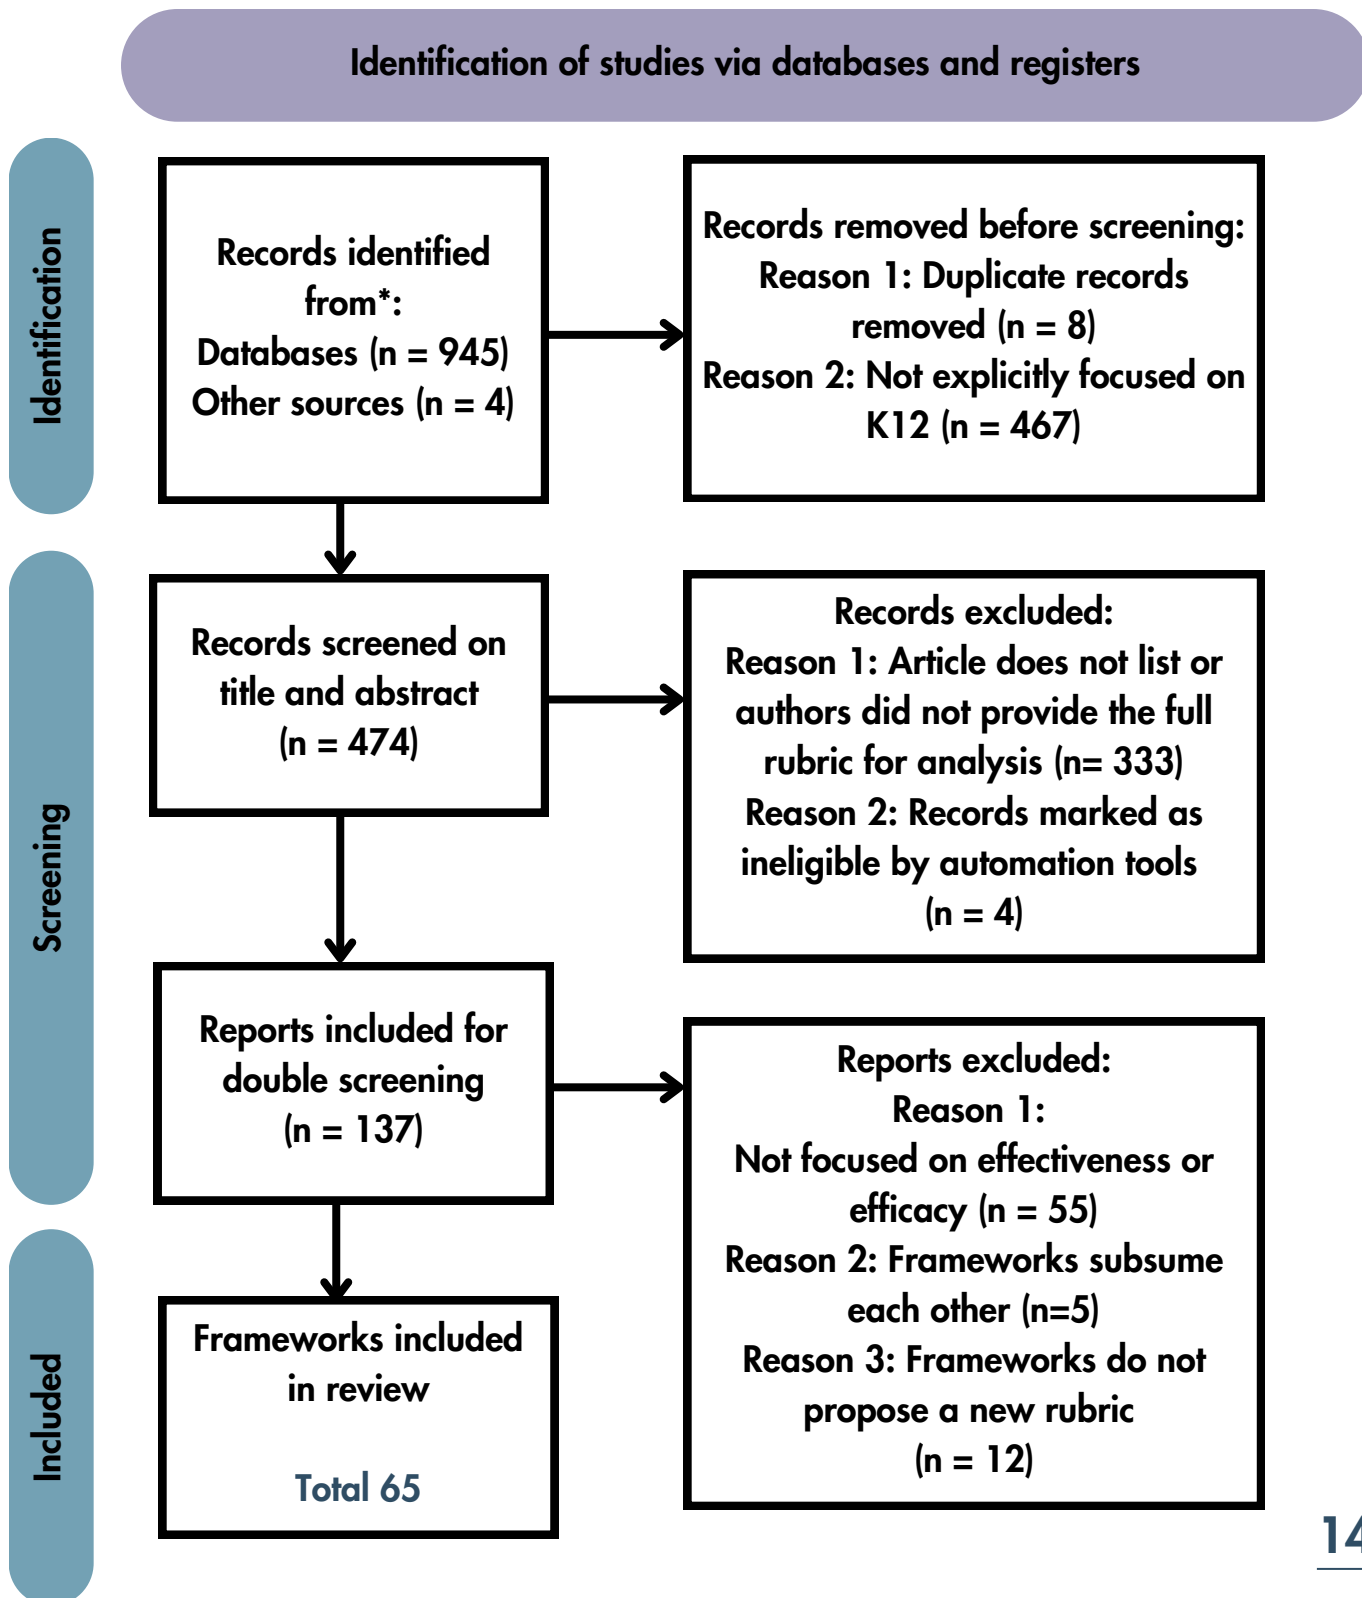 Identification of studies via databases and registers
Identification
Records identified
from*:
Databases (n = 945)
Other sources (n = 4)
Records removed before screening:
Reason 1: Duplicate records
removed (n = 8)
Reason 2: Not explicitly focused on
K12 (n = 467)
Screening
Records screened on
title and abstract
(n = 474)
Records excluded:
Reason 1: Article does not list or
authors did not provide the full
rubric for analysis (n= 333)
Reason 2: Records marked as
ineligible by automation tools
(n = 4)
Reports included for
double screening
(n = 137)
Reports excluded:
Reason 1:
Not focused on effectiveness or
efficacy (n = 55)
Reason 2: Frameworks subsume
each other (n=5)
Reason 3: Frameworks do not
propose a new rubric
(n = 12)
Included
Frameworks included
in review
Total 65
14